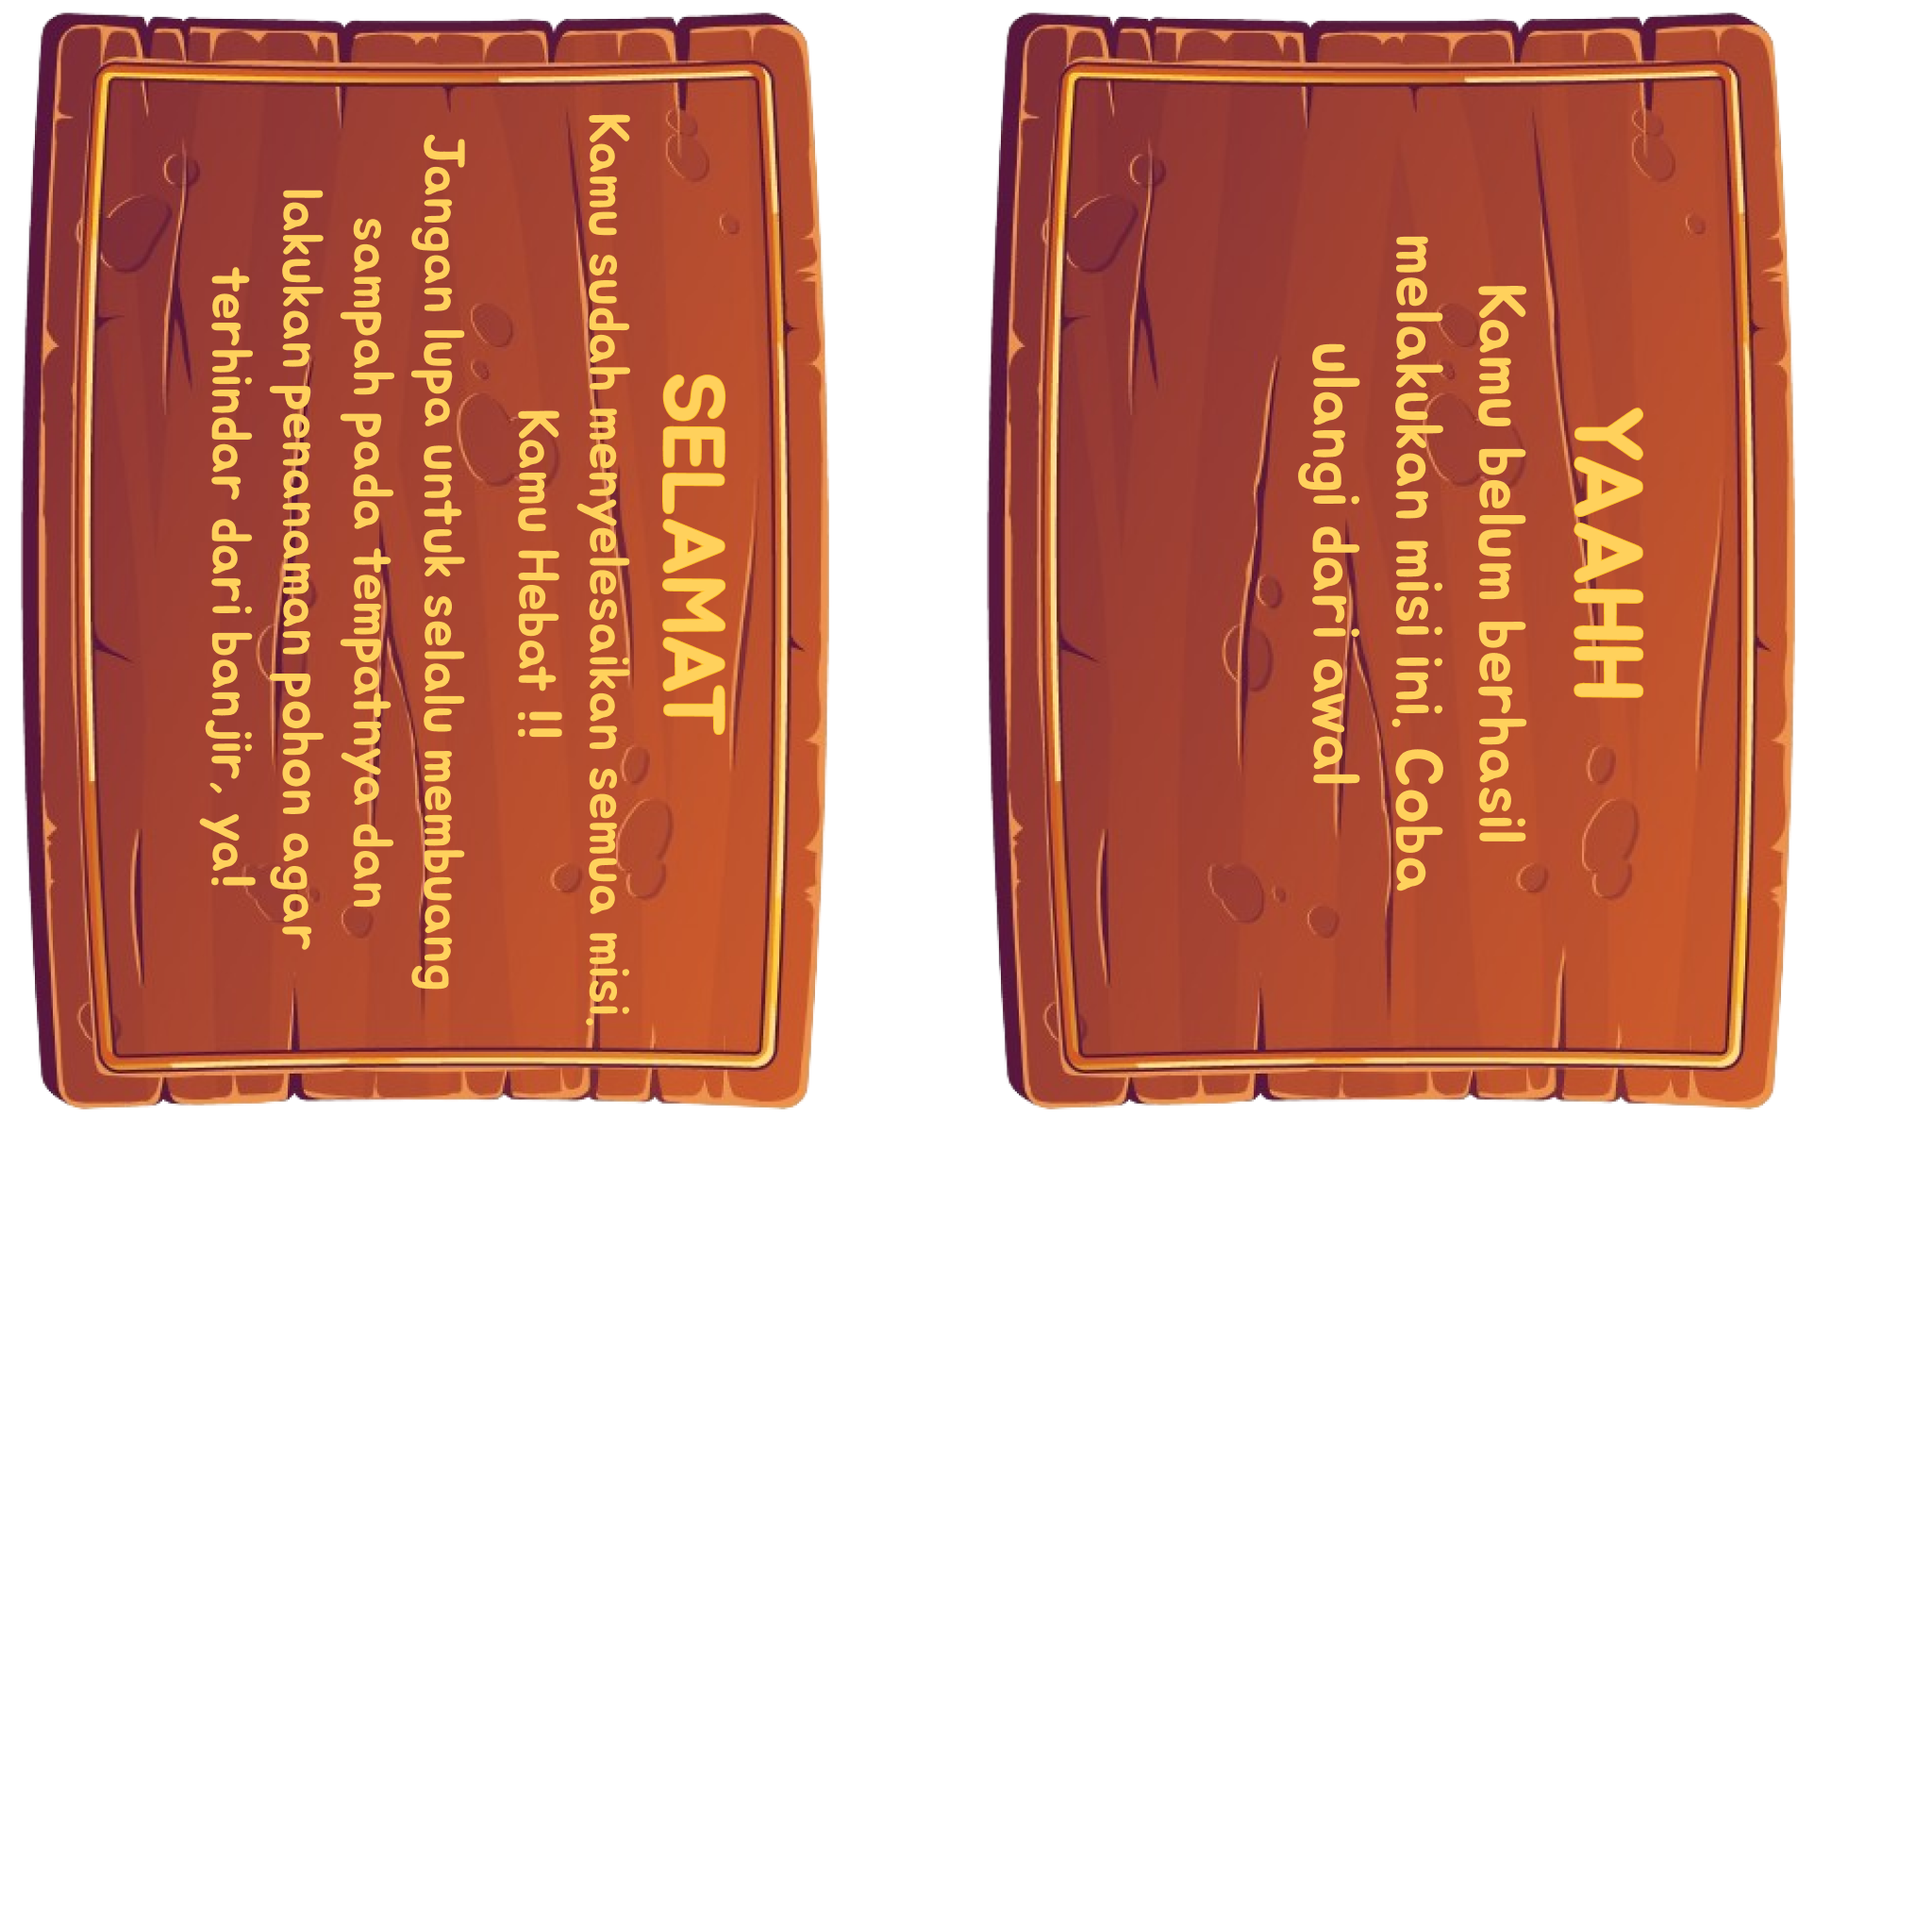 SELAMAT
Kamu sudah menyelesaikan semua misi.
Kamu Hebat !!
Jangan lupa untuk selalu membuang
sampah pada tempatnya dan
lakukan penanaman pohon agar
terhindar dari banjir, ya!
YAAHH
Kamu belum berhasil
melakukan misi ini. Coba
ulangi dari awal